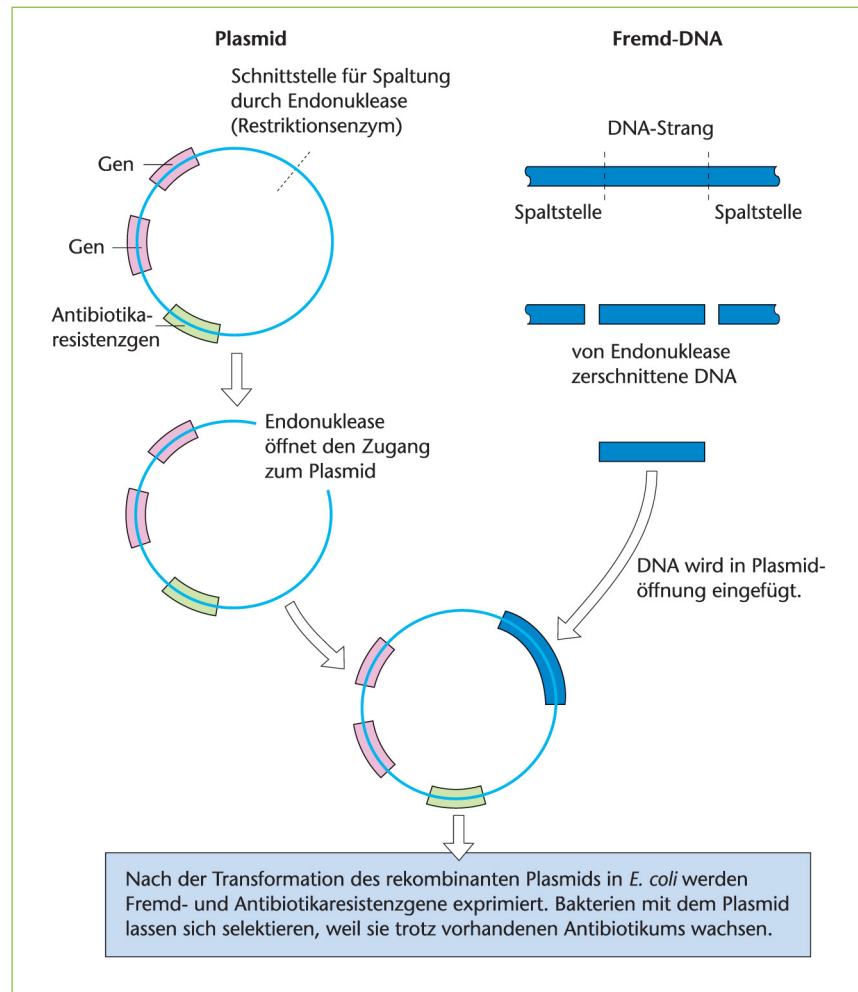 Plasmid
Fremd-DNA
Schnittstelle für Spaltung
durch Endonuklease
(Restriktionsenzym)
DNA-Strang
Gen
Spaltstelle
Spaltstelle
Gen
Antibiotika-
resistenzgen
von Endonuklease
zerschnittene DNA
Endonuklease
öffnet den Zugang
zum Plasmid
DNA wird in Plasmid-
öffnung eingefügt.
Nach der Transformation des rekombinanten Plasmids in E. coli werden
Fremd- und Antibiotikaresistenzgene exprimiert. Bakterien mit dem Plasmid
lassen sich selektieren, weil sie trotz vorhandenen Antibiotikums wachsen.